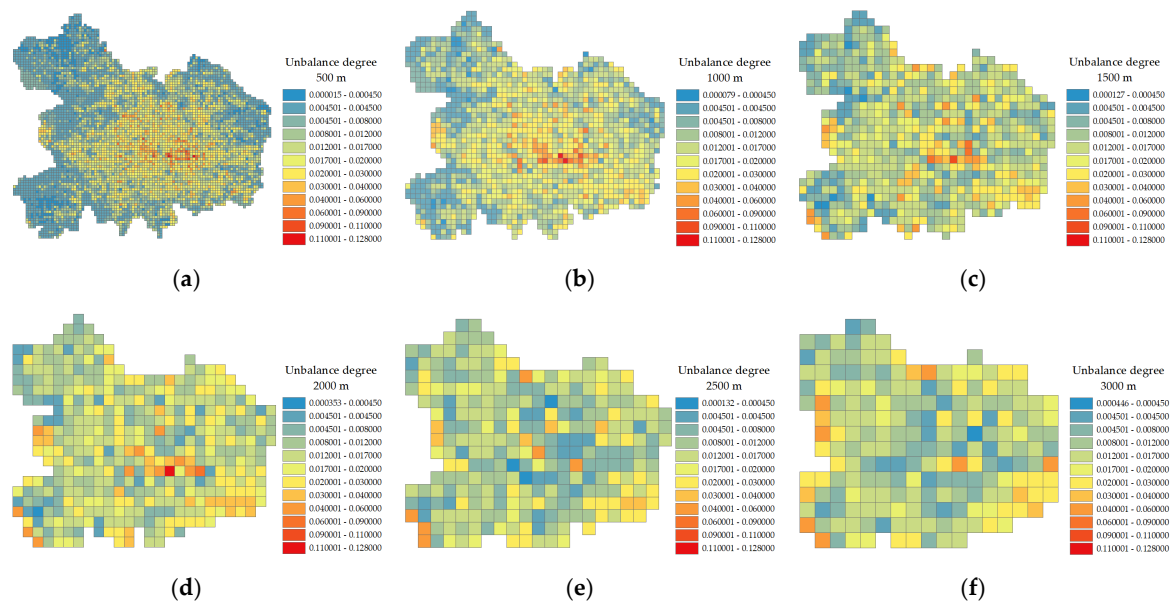 Unbalance degree
500 m
0.000015 - 0.000450
0.004501 - 0.004500
0.004501 - 0.008000
0.008001 - 0.012000
0.012001 - 0.017000
0.017001 - 0.020000
0.020001 - 0.030000
0.030001 - 0.040000
0.040001 - 0.060000
0.060001 - 0.090000
0.090001 - 0.110000
0.110001 - 0.128000
(a)
Unbalance degree
1000 m
0.000079 - 0.000450
0.004501 - 0.004500
0.004501 - 0.008000
0.008001 - 0.012000
0.012001 - 0.017000
0.017001 - 0.020000
0.020001 - 0.030000
0.030001 - 0.040000
0.040001 - 0.060000
0.060001 - 0.090000
0.090001 - 0.110000
0.110001 - 0.128000
(b)
Unbalance degree
1500 m
0.000127 - 0.000450
0.004501 - 0.004500
0.004501 - 0.008000
0.008001 - 0.012000
0.012001 - 0.017000
0.017001 - 0.020000
0.020001 - 0.030000
0.030001 - 0.040000
0.040001 - 0.060000
0.060001 - 0.090000
0.090001 - 0.110000
0.110001 - 0.128000
(c)
Unbalance degree
2000 m
0.000353 - 0.000450
0.004501 - 0.004500
0.004501 - 0.008000
0.008001 - 0.012000
0.012001 - 0.017000
0.017001 - 0.020000
0.020001 - 0.030000
0.030001 - 0.040000
0.040001 - 0.060000
0.060001 - 0.090000
0.090001 - 0.110000
0.110001 - 0.128000
(d)
Unbalance degree
2500 m
0.000132 - 0.000450
0.004501 - 0.004500
0.004501 - 0.008000
0.008001 - 0.012000
0.012001 - 0.017000
0.017001 - 0.020000
0.020001 - 0.030000
0.030001 - 0.040000
0.040001 - 0.060000
0.060001 - 0.090000
0.090001 - 0.110000
0.110001 - 0.128000
(e)
Unbalance degree
3000 m
0.000446 - 0.000450
0.004501 - 0.004500
0.004501 - 0.008000
0.008001 - 0.012000
0.012001 - 0.017000
0.017001 - 0.020000
0.020001 - 0.030000
0.030001 - 0.040000
0.040001 - 0.060000
0.060001 - 0.090000
0.090001 - 0.110000
0.110001 - 0.128000
(f)